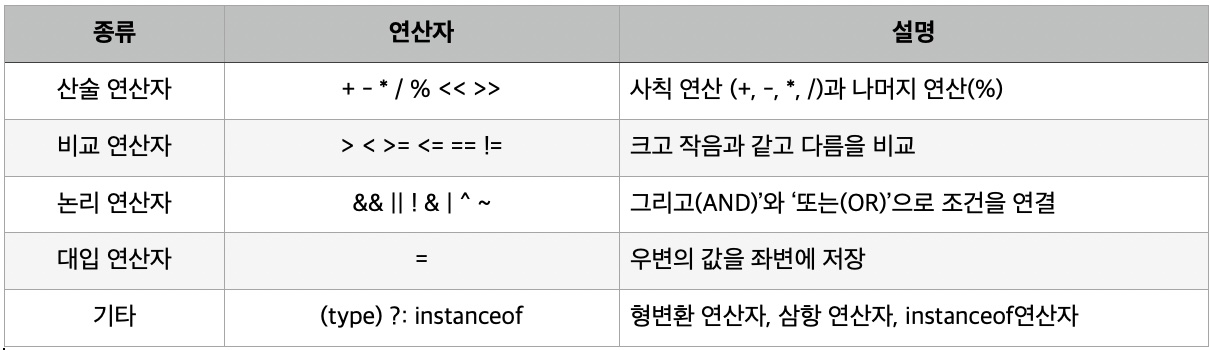 종류 연산자 설명
산술 연산자 + - * / % << >> 사칙 연산 (+, -, *, /)과 나머지 연산(%)
비교 연산자 > < >= <= == != 크고 작음과 같고 다름을 비교
논리 연산자 && || ! & | ^ ~ 그리고(AND)’와 ‘또는(OR)’으로 조건을 연결
대입 연산자 = 우변의 값을 좌변에 저장
기타 (type) ?: instanceof 형변환 연산자, 삼항 연산자, instanceof연산자